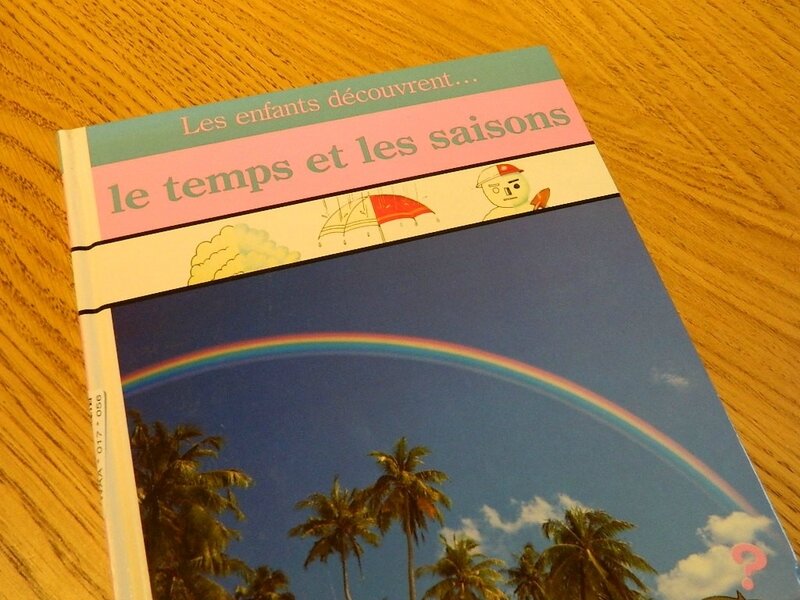 Les enfants découvrent...
le temps et les saisons
?